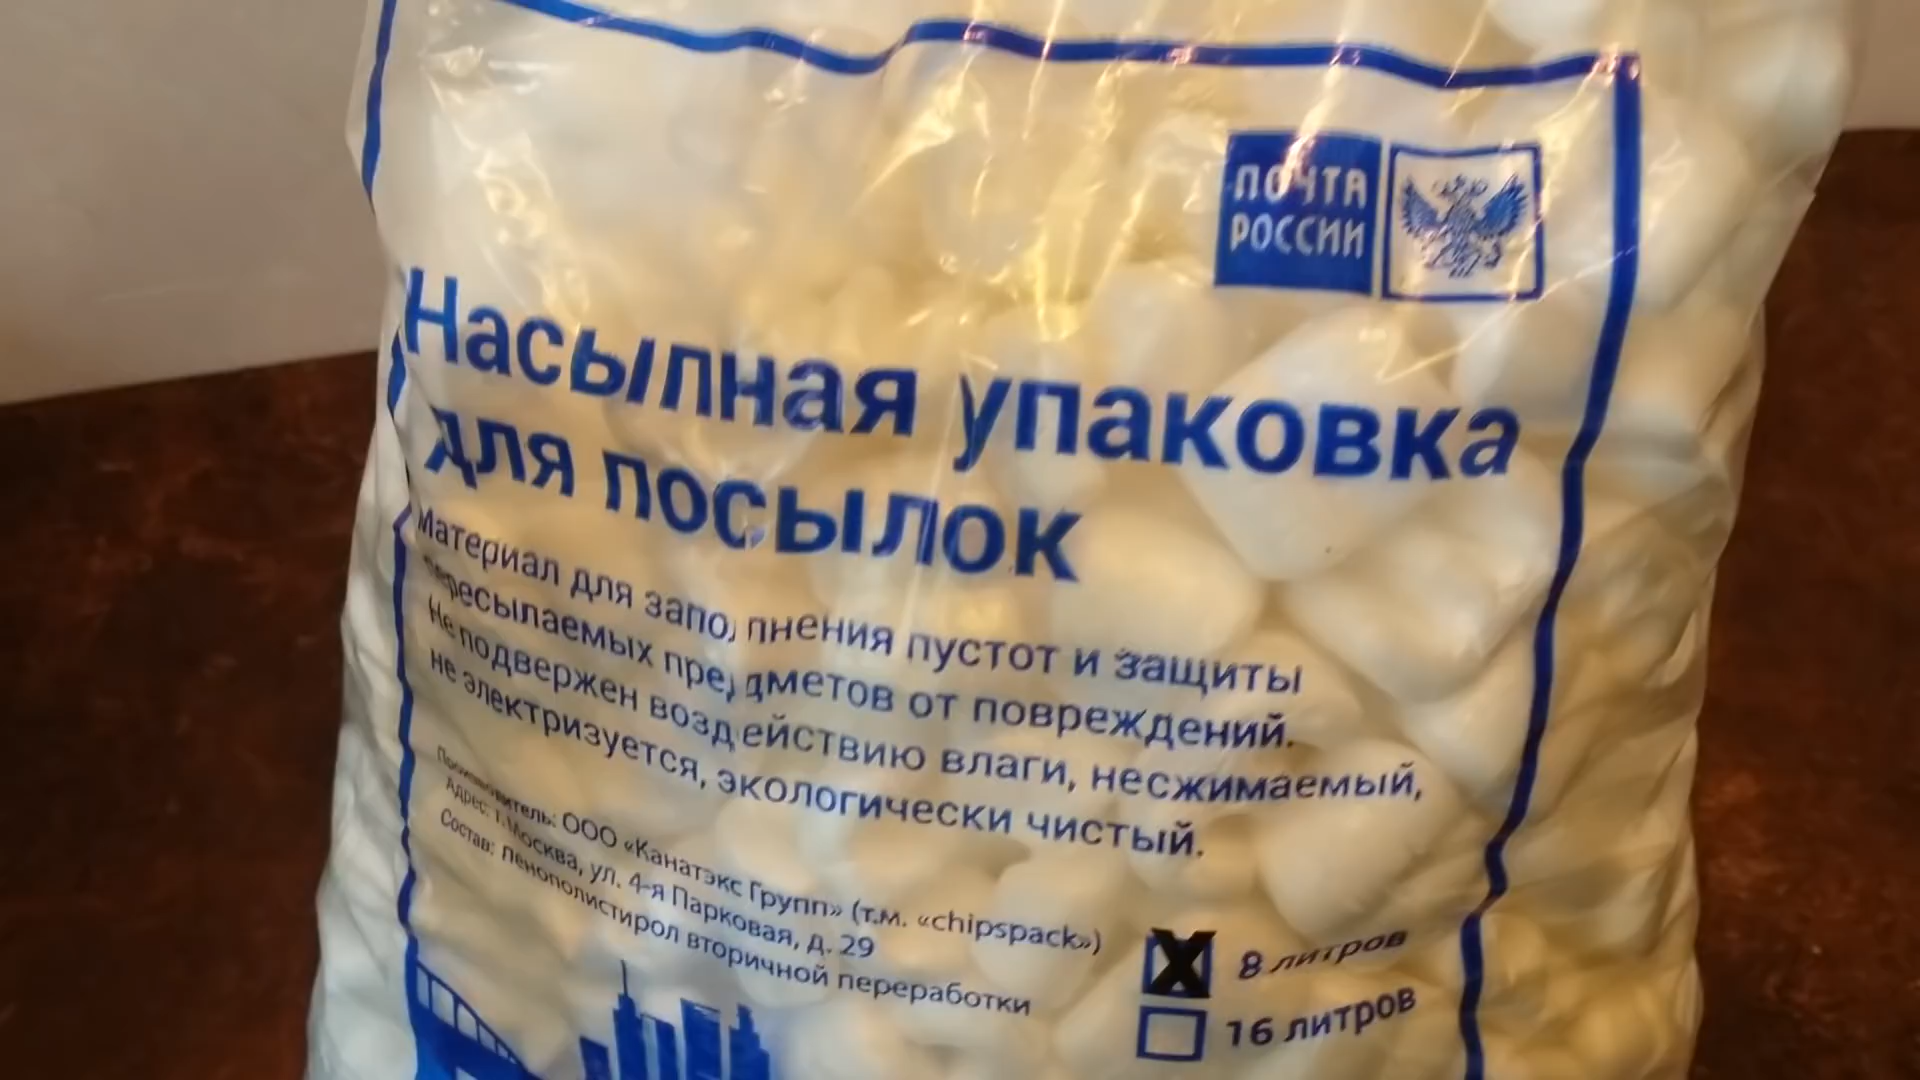 ПОЧТА
РОССИИ
Насыпная упаковка
для посылок
Материал для заполнения пустот и защиты
пересылаемых предметов от повреждений.
Не подвержен воздействию влаги, несжимаемый,
не электризуется, экологически чистый.
Производитель: ООО «Канатэкс Групп» (т.м. «chipspack»)
Адрес: г.Москва, ул. 4-я Парковая, д. 29
Состав: пенополистирол вторичной переработки
X 8 литров
16 литров